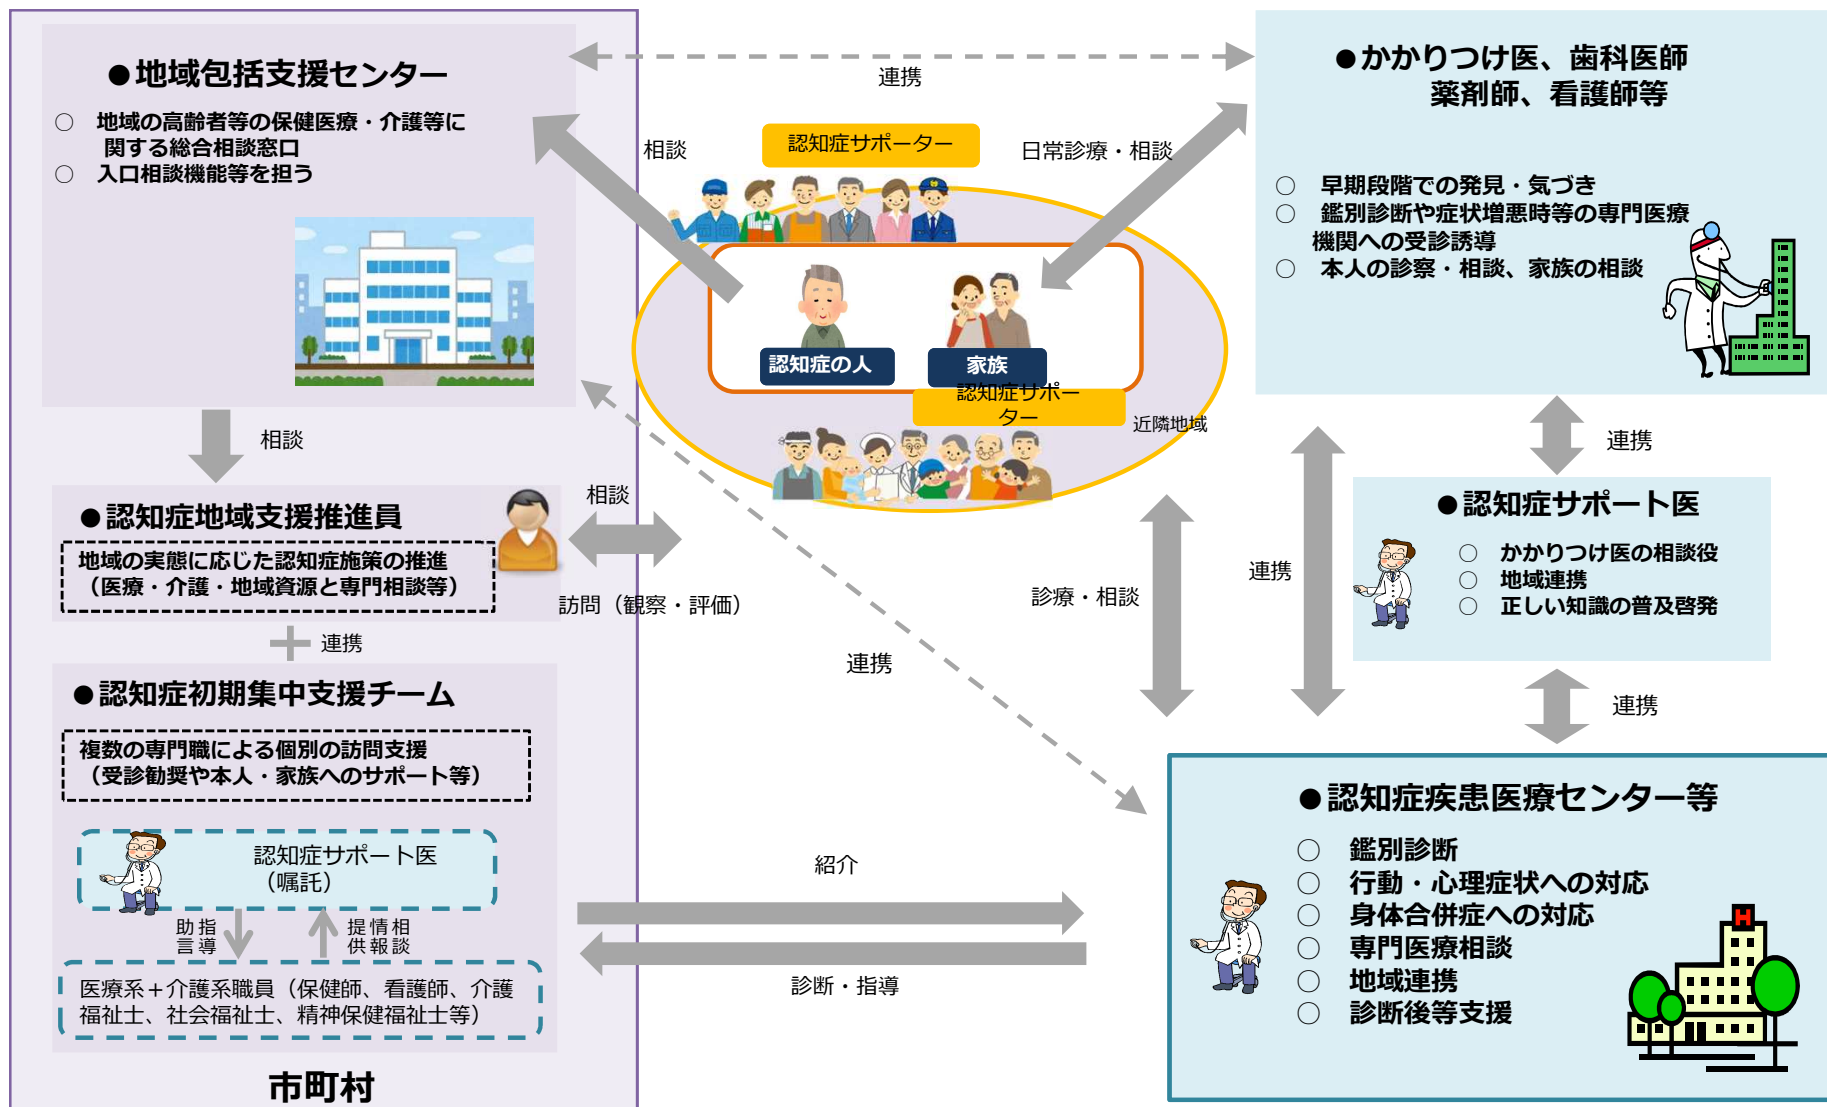 ●地域包括支援センター
○ 地域の高齢者等の保健医療・介護等に
関する総合相談窓口
○ 入口相談機能等を担う
相談
●認知症地域支援推進員
地域の実態に応じた認知症施策の推進
（医療・介護・地域資源と専門相談等）
連携
●認知症初期集中支援チーム
複数の専門職による個別の訪問支援
（受診勧奨や本人・家族へのサポート等）
認知症サポート医
（嘱託）
指導
助言
相談
情報
提供
医療系＋介護系職員（保健師、看護師、介護
福祉士、社会福祉士、精神保健福祉士等）
市町村
連携
相談
認知症サポーター
日常診療・相談
認知症の人
家族
認知症サポー
ター
近隣地域
相談
訪問（観察・評価）
連携
診療・相談
連携
紹介
診断・指導
●かかりつけ医、歯科医師
薬剤師、看護師等
○ 早期段階での発見・気づき
○ 鑑別診断や症状増悪時等の専門医療
機関への受診誘導
○ 本人の診察・相談、家族の相談
連携
●認知症サポート医
○ かかりつけ医の相談役
○ 地域連携
○ 正しい知識の普及啓発
連携
●認知症疾患医療センター等
○ 鑑別診断
○ 行動・心理症状への対応
○ 身体合併症への対応
○ 専門医療相談
○ 地域連携
○ 診断後等支援
H